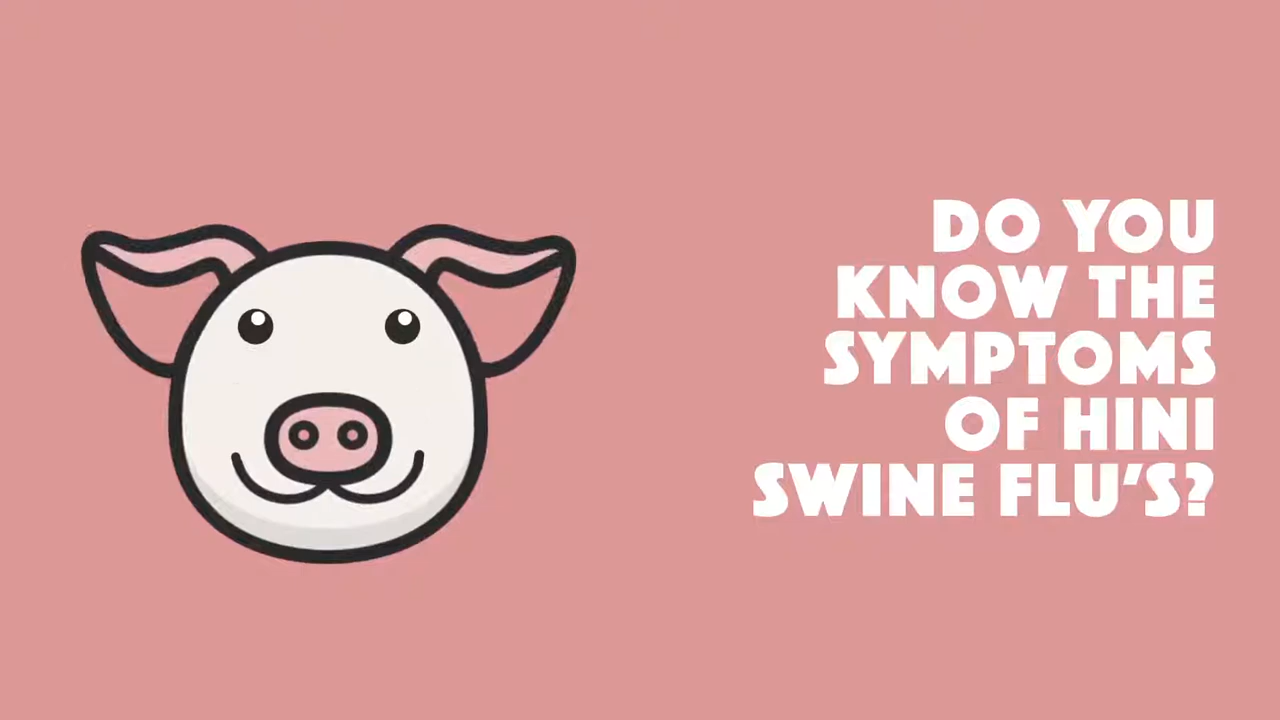 DO YOU
KNOW THE
SYMPTOMS
OF HINI
SWINE FLU'S?